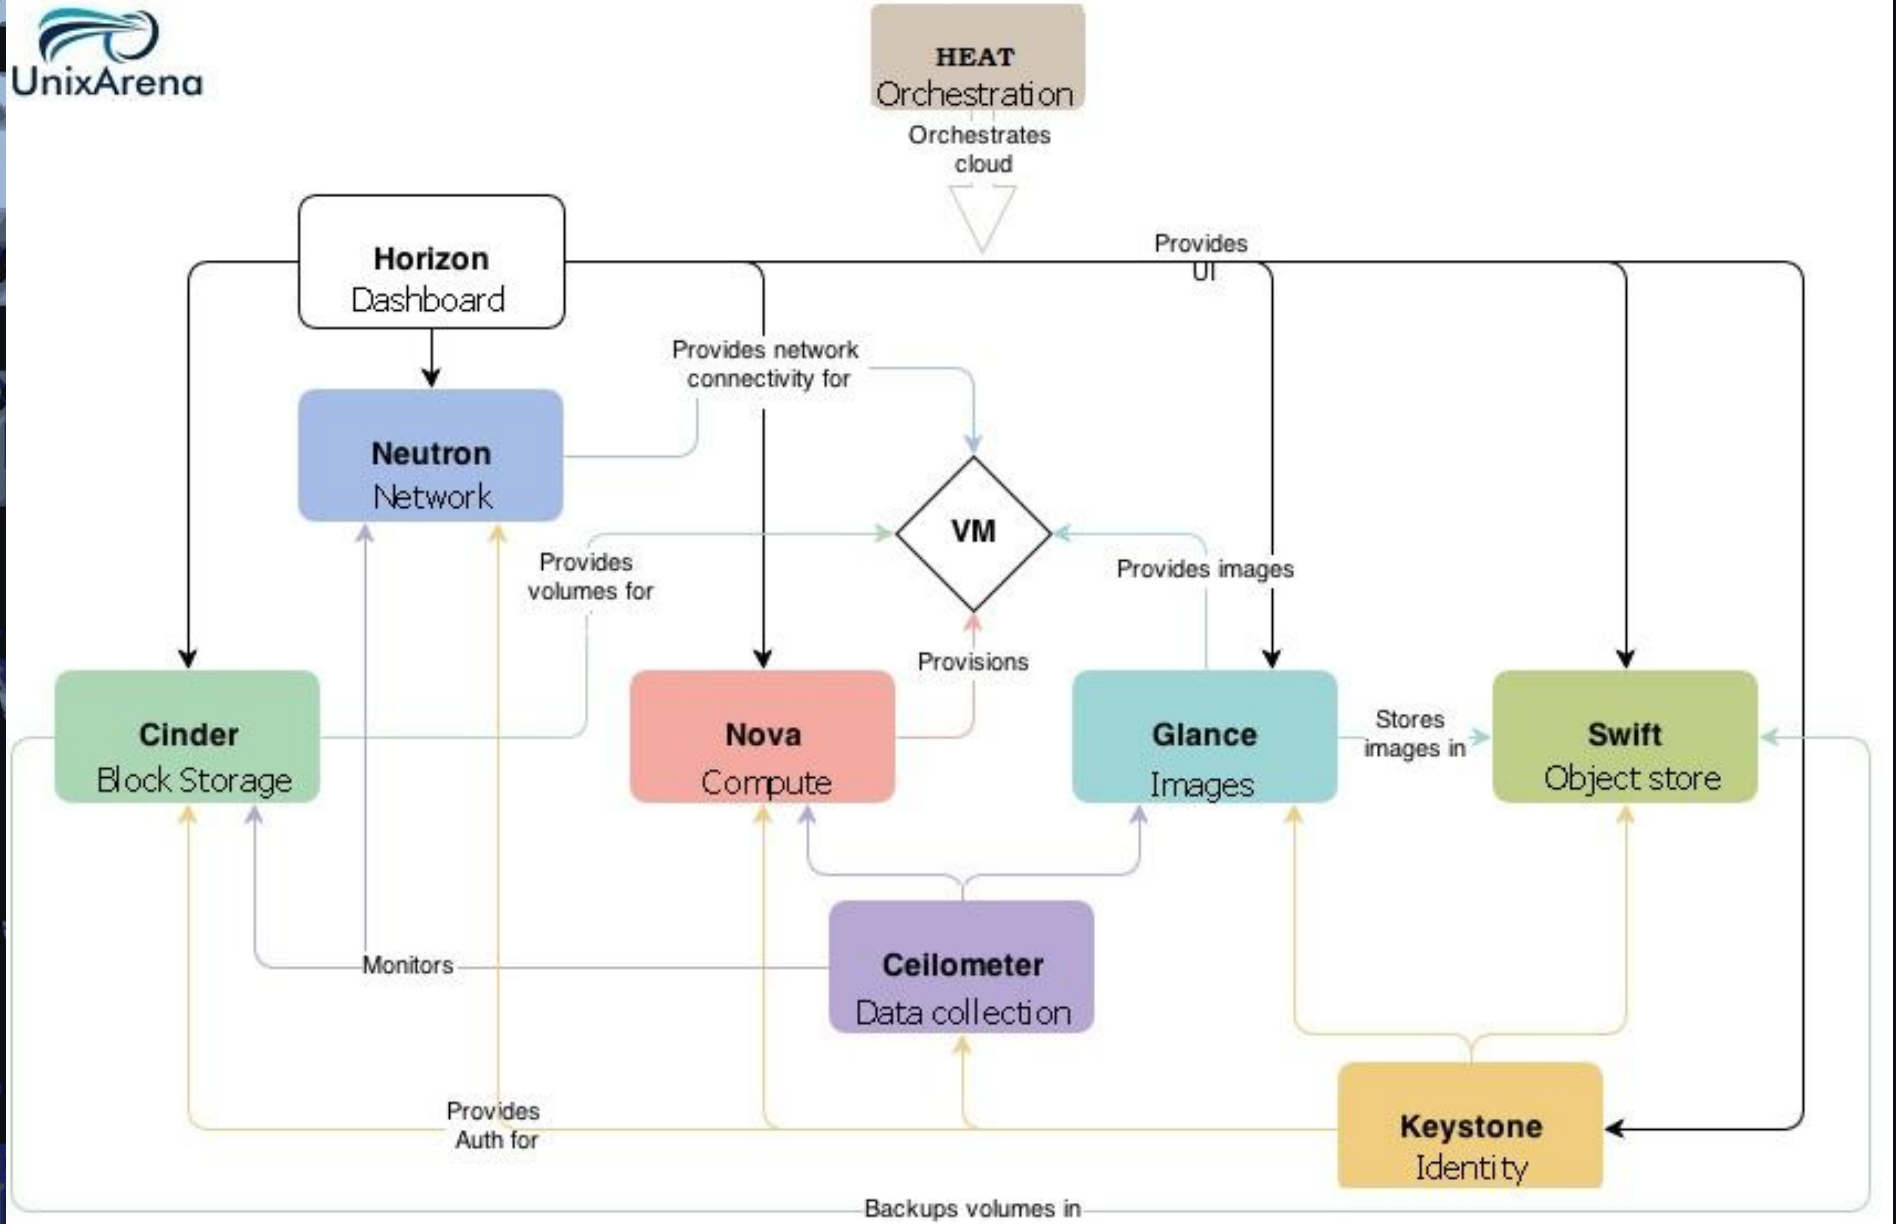 UnixArena
HEAT
Orchestration
Orchestrates
cloud
Provides
UI
Horizon
Dashboard
Provides network
connectivity for
Neutron
Network
VM
Provides
volumes for
Provides images
Provisions
Cinder
Block Storage
Nova
Compute
Glance
Images
Stores
images in
Swift
Object store
Monitors
Ceilometer
Data collection
Provides
Auth for
Keystone
Identity
Backups volumes in